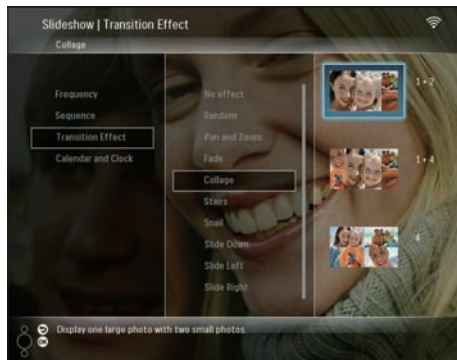 Slideshow | Transition Effect
Collage
Frequency
Sequence
Transition Effect
Calendar and Clock
No effect
Random
Pan and Zoom
Fade
Collage
Stairs
Snail
Slide Down
Slide Left
Slide Right
1 + 2
1 + 4
4
OK
Display one large photo with two small photos.